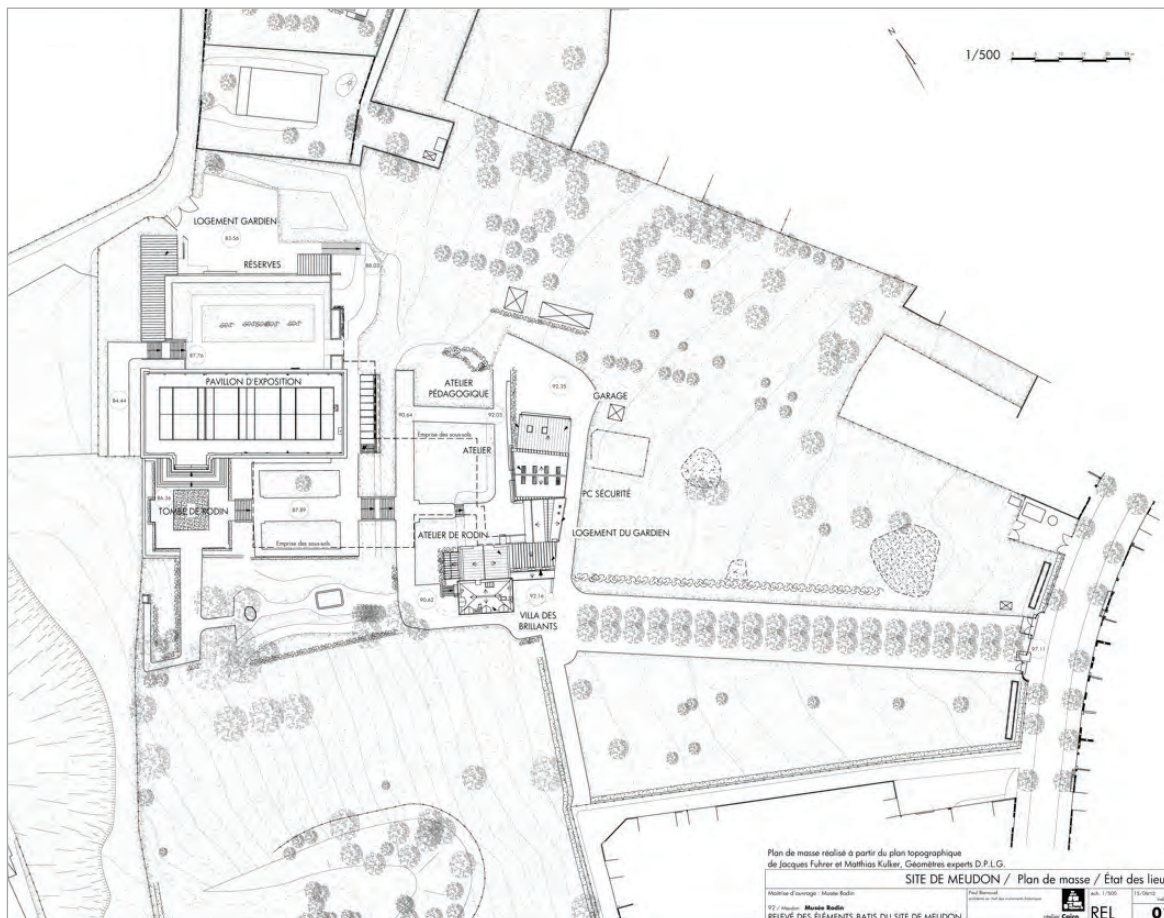 N
1/500
LOGEMENT GARDIEN
83.56
RÉSERVES
88.02
87.76
PAVILLON D'EXPOSITION
84.44
ATELIER
PÉDAGOGIQUE
92.35
GARAGE
90.64
92.02
Emprise des sous-sols
ATELIER
86.36
TOMBE DE RODIN
87.89
PC SÉCURITÉ
Emprise des sous-sols
ATELIER DE RODIN
LOGEMENT DU GARDIEN
90.62
92.16
VILLA DES
BRILLANTS
97.11
Plan de masse réalisé à partir du plan topographique
de Jacques Fuhrer et Matthias Kulker, Géomètres experts D.P.L.G.
SITE DE MEUDON / Plan de masse / État des lieu
Maîtrise d'ouvrage : Musée Rodin
92 / Meudon Musée Rodin
RELEVÉ DES ÉLÉMENTS BATIS DU SITE DE MEUDON
atelier Cairn
éch. 1/500
REL